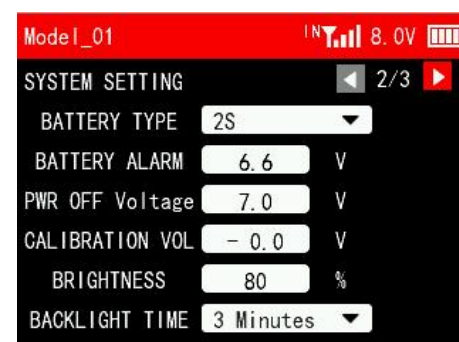 Model_01 IN 8.0V
SYSTEM SETTING 2/3
BATTERY TYPE 2S
BATTERY ALARM 6.6 V
PWR OFF Voltage 7.0 V
CALIBRATION VOL - 0.0 V
BRIGHTNESS 80 %
BACKLIGHT TIME 3 Minutes